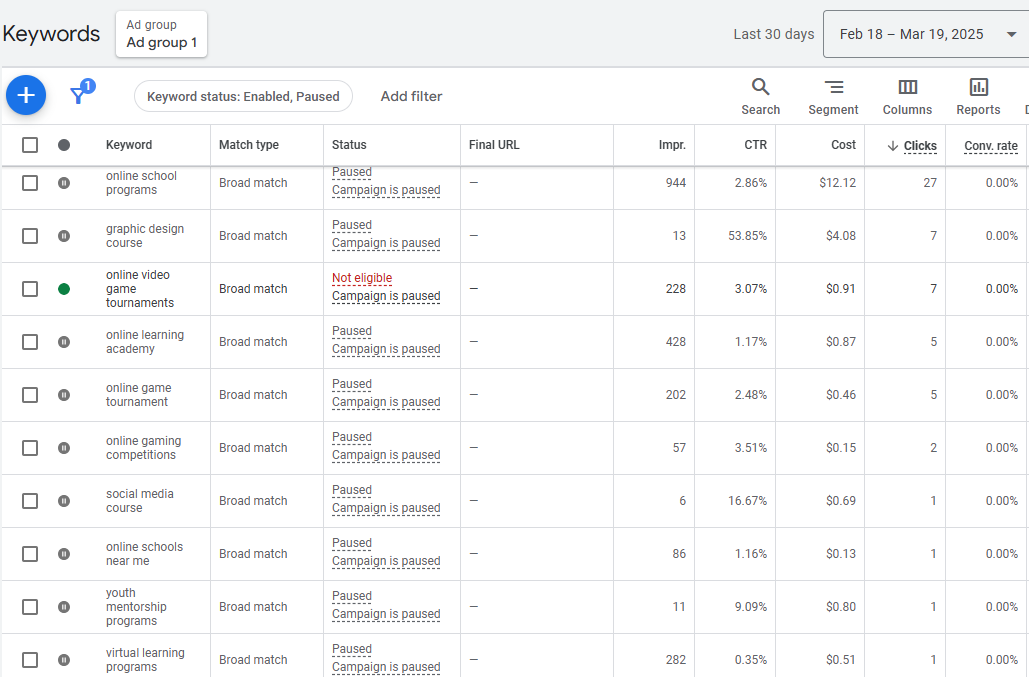 Keywords
Ad group
Ad group 1
Last 30 days
Feb 18 – Mar 19, 2025
1
Keyword status: Enabled, Paused
Add filter
Search
Segment
Columns
Reports
Keyword Match type Status Final URL Impr. CTR Cost Clicks Conv. rate
online school programs Broad match Paused Campaign is paused — 944 2.86% $12.12 27 0.00%
graphic design course Broad match Paused Campaign is paused — 13 53.85% $4.08 7 0.00%
online video game tournaments Broad match Not eligible Campaign is paused — 228 3.07% $0.91 7 0.00%
online learning academy Broad match Paused Campaign is paused — 428 1.17% $0.87 5 0.00%
online game tournament Broad match Paused Campaign is paused — 202 2.48% $0.46 5 0.00%
online gaming competitions Broad match Paused Campaign is paused — 57 3.51% $0.15 2 0.00%
social media course Broad match Paused Campaign is paused — 6 16.67% $0.69 1 0.00%
online schools near me Broad match Paused Campaign is paused — 86 1.16% $0.13 1 0.00%
youth mentorship programs Broad match Paused Campaign is paused — 11 9.09% $0.80 1 0.00%
virtual learning programs Broad match Paused Campaign is paused — 282 0.35% $0.51 1 0.00%